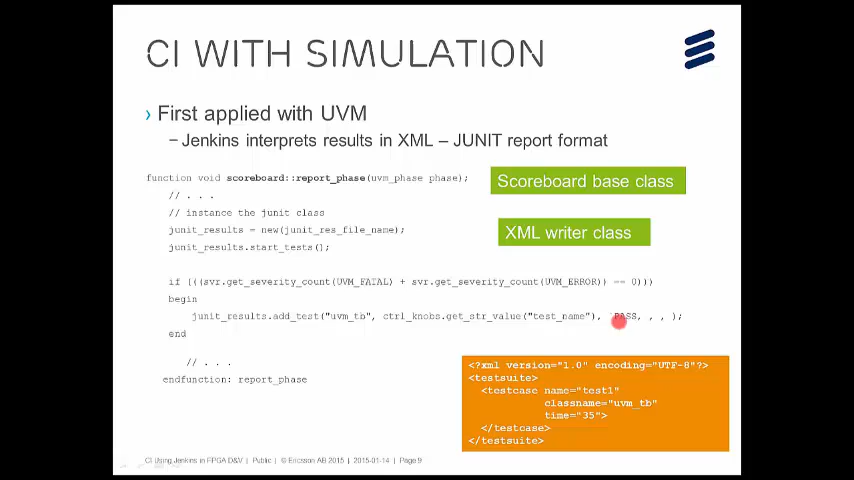 CI WITH SIMULATION
› First applied with UVM
– Jenkins interprets results in XML – JUNIT report format
function void scoreboard::report_phase(uvm_phase phase);
// . . .
// instance the junit class
junit_results = new(junit_res_file_name);
junit_results.start_tests();
Scoreboard base class
XML writer class
if ((svr.get_severity_count(UVM_FATAL) + svr.get_severity_count(UVM_ERROR)) == 0)))
begin
junit_results.add_test("uvm_tb", ctrl_knobs.get_str_value("test_name"), `PASS, , , );
end
// . . .
endfunction: report_phase
<?xml version="1.0" encoding="UTF-8"?>
<testsuite>
<testcase name="test1"
classname="uvm_tb"
time="35">
</testcase>
</testsuite>
CI Using Jenkins in FPGA D&V | Public | © Ericsson AB 2015 | 2015-01-14 | Page 9